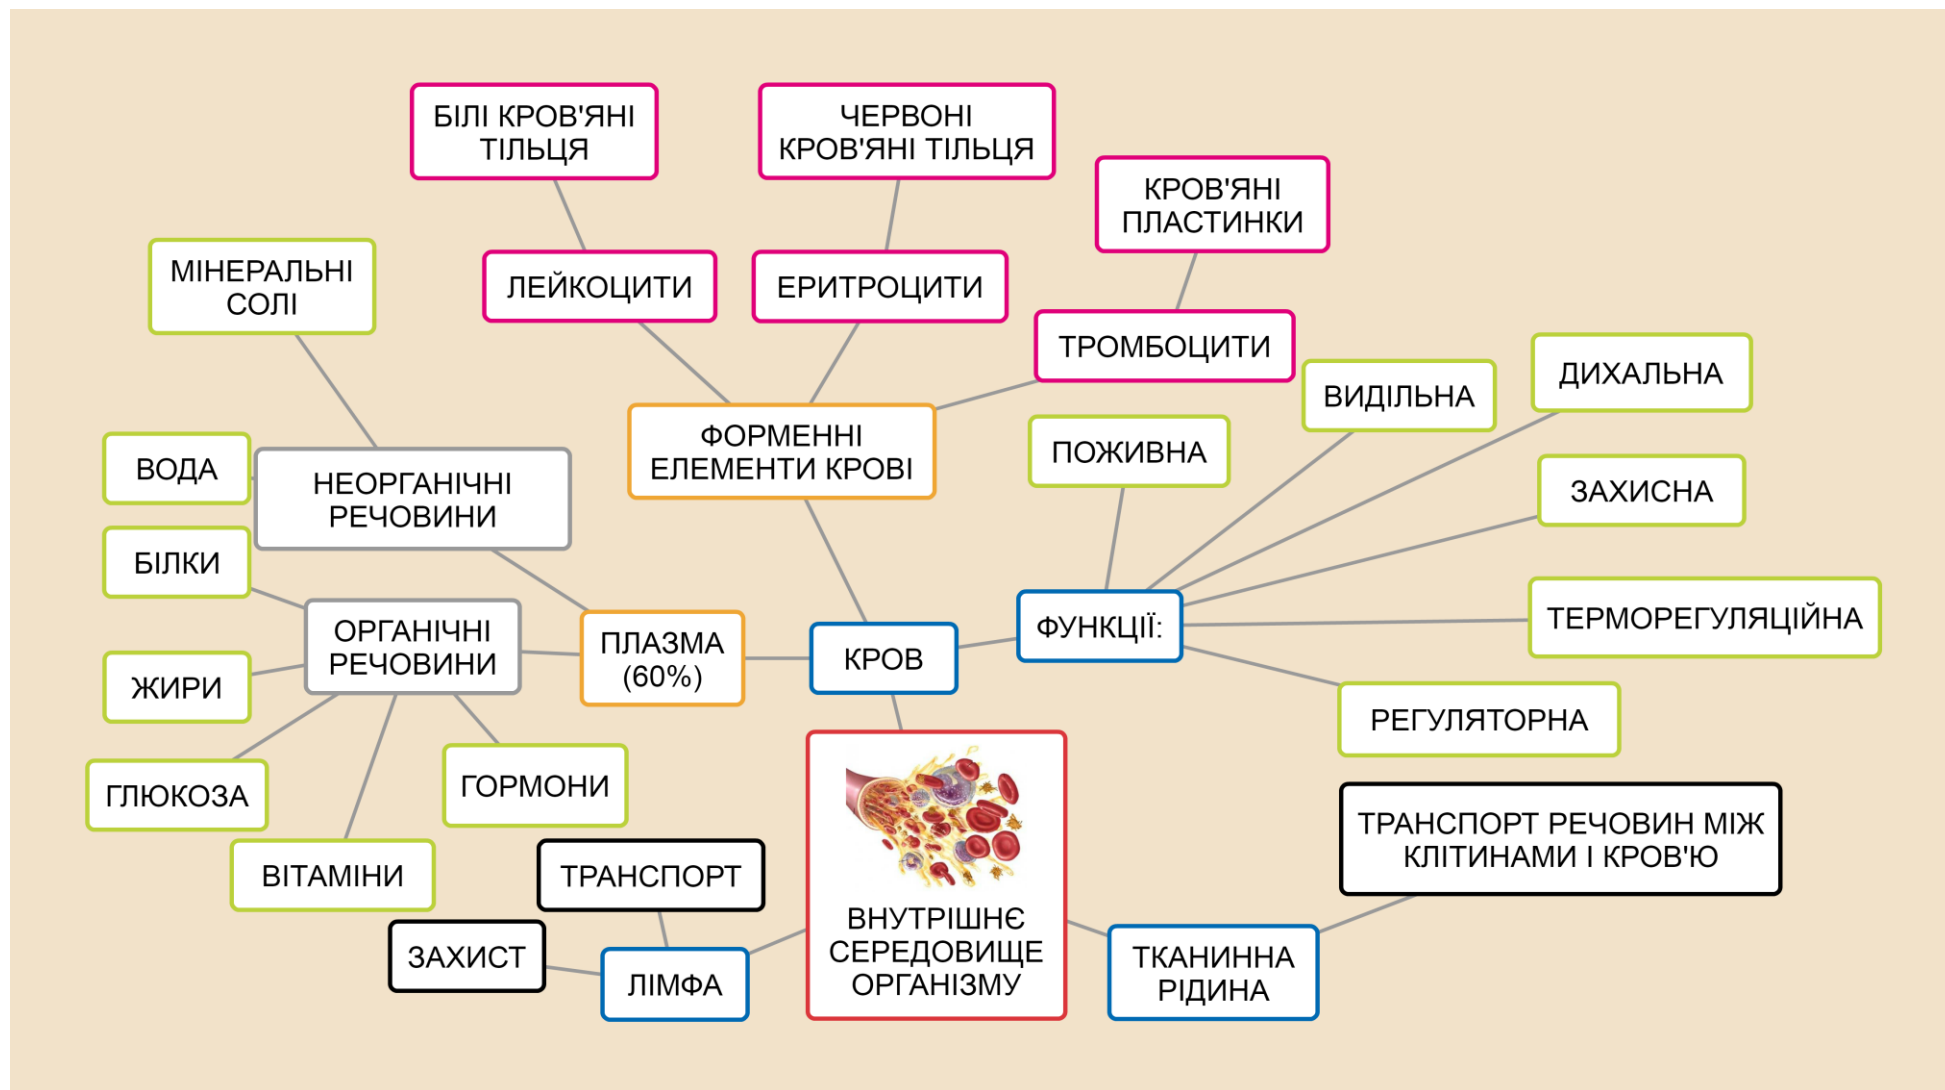 БІЛІ КРОВ'ЯНІ
ТІЛЬЦЯ
ЧЕРВОНІ
КРОВ'ЯНІ ТІЛЬЦЯ
КРОВ'ЯНІ
ПЛАСТИНКИ
МІНЕРАЛЬНІ
СОЛІ
ЛЕЙКОЦИТИ
ЕРИТРОЦИТИ
ТРОМБОЦИТИ
ВИДІЛЬНА
ДИХАЛЬНА
ФОРМЕННІ
ЕЛЕМЕНТИ КРОВІ
ПОЖИВНА
ВОДА
НЕОРГАНІЧНІ
РЕЧОВИНИ
ЗАХИСНА
БІЛКИ
ОРГАНІЧНІ
РЕЧОВИНИ
ПЛАЗМА
(60%)
КРОВ
ФУНКЦІЇ:
ТЕРМОРЕГУЛЯЦІЙНА
ЖИРИ
РЕГУЛЯТОРНА
ГЛЮКОЗА
ГОРМОНИ
ВІТАМІНИ
ТРАНСПОРТ
ТРАНСПОРТ РЕЧОВИН МІЖ
КЛІТИНАМИ І КРОВ'Ю
ЗАХИСТ
ЛІМФА
ВНУТРІШНЄ
СЕРЕДОВИЩЕ
ОРГАНІЗМУ
ТКАНИННА
РІДИНА